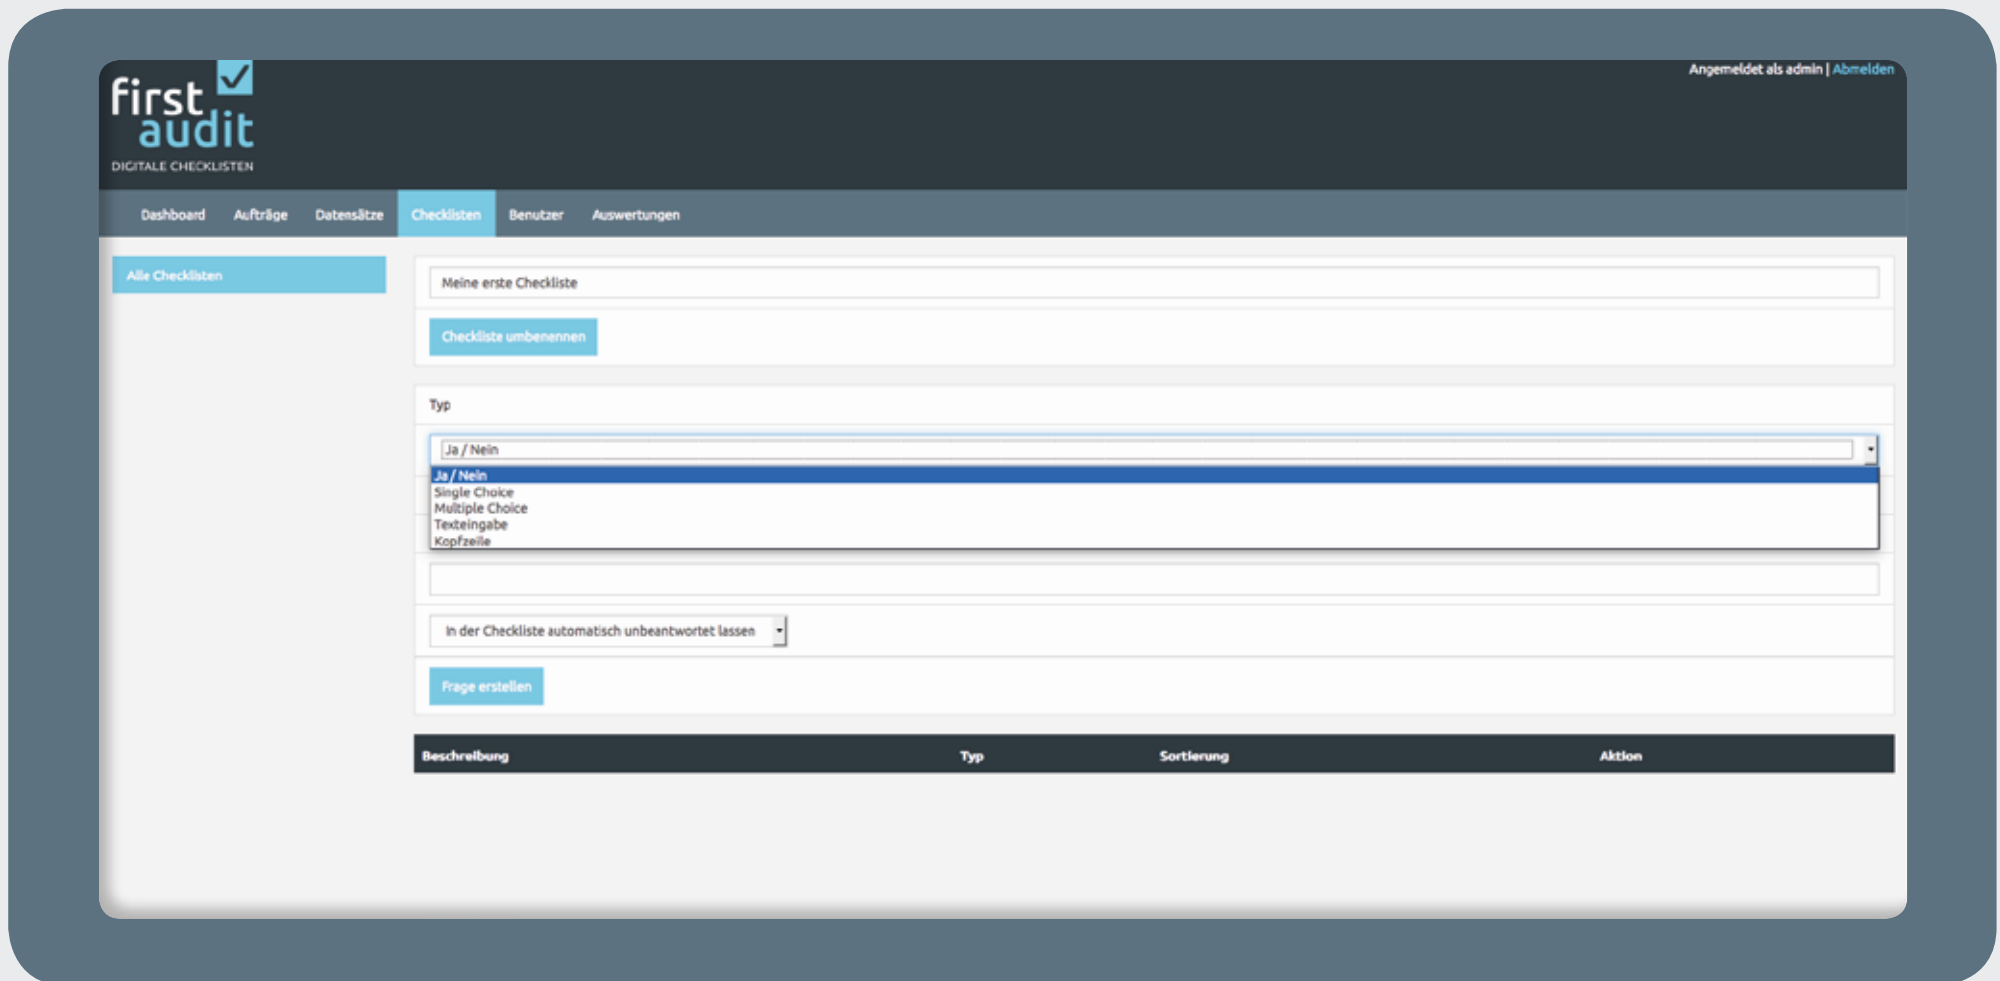 first
audit
DIGITALE CHECKLISTEN
Angemeldet als admin | Abmelden
Dashboard Aufträge Datensätze Checklisten Benutzer Auswertungen
Alle Checklisten
Meine erste Checkliste
Checkliste umbenennen
Typ
Ja / Nein
Ja / Nein
Single Choice
Multiple Choice
Texteingabe
Kopfzeile
In der Checkliste automatisch unbeantwortet lassen
Frage erstellen
Beschreibung Typ Sortierung Aktion